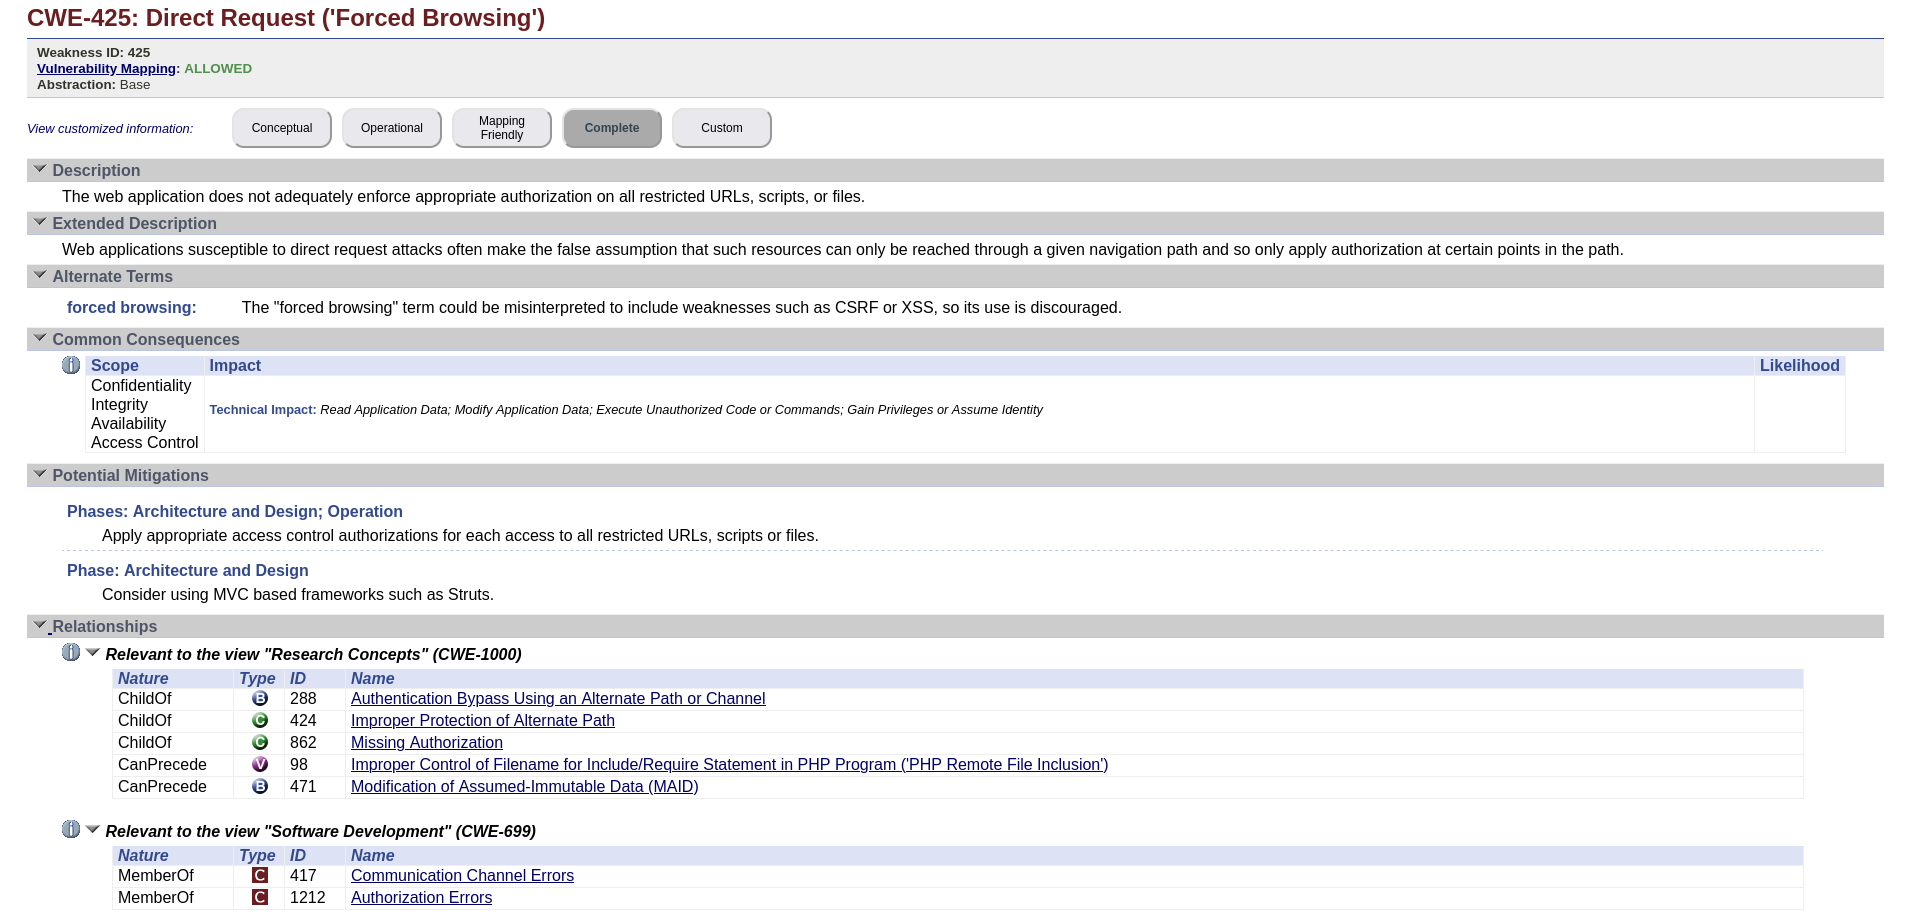 CWE-425: Direct Request ('Forced Browsing')
Weakness ID: 425
Vulnerability Mapping: ALLOWED
Abstraction: Base
View customized information:
Conceptual
Operational
Mapping
Friendly
Complete
Custom
Description
The web application does not adequately enforce appropriate authorization on all restricted URLs, scripts, or files.
Extended Description
Web applications susceptible to direct request attacks often make the false assumption that such resources can only be reached through a given navigation path and so only apply authorization at certain points in the path.
Alternate Terms
forced browsing: The "forced browsing" term could be misinterpreted to include weaknesses such as CSRF or XSS, so its use is discouraged.
Common Consequences
Scope Impact Likelihood
Confidentiality
Integrity
Availability
Access Control
Technical Impact: Read Application Data; Modify Application Data; Execute Unauthorized Code or Commands; Gain Privileges or Assume Identity
Potential Mitigations
Phases: Architecture and Design; Operation
Apply appropriate access control authorizations for each access to all restricted URLs, scripts or files.
Phase: Architecture and Design
Consider using MVC based frameworks such as Struts.
Relationships
Relevant to the view "Research Concepts" (CWE-1000)
Nature Type ID Name
ChildOf B 288 Authentication Bypass Using an Alternate Path or Channel
ChildOf C 424 Improper Protection of Alternate Path
ChildOf C 862 Missing Authorization
CanPrecede V 98 Improper Control of Filename for Include/Require Statement in PHP Program ('PHP Remote File Inclusion')
CanPrecede B 471 Modification of Assumed-Immutable Data (MAID)
Relevant to the view "Software Development" (CWE-699)
Nature Type ID Name
MemberOf C 417 Communication Channel Errors
MemberOf C 1212 Authorization Errors